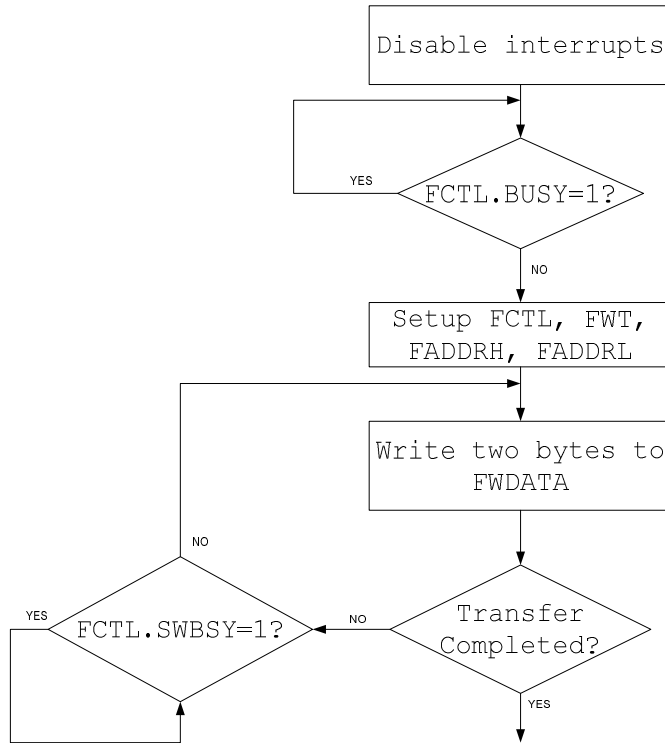 Disable interrupts
YES
FCTL.BUSY=1?
NO
Setup FCTL, FWT,
FADDRH, FADDRL
Write two bytes to
FWDATA
NO
YES
FCTL.SWBSY=1?
NO
Transfer
Completed?
YES